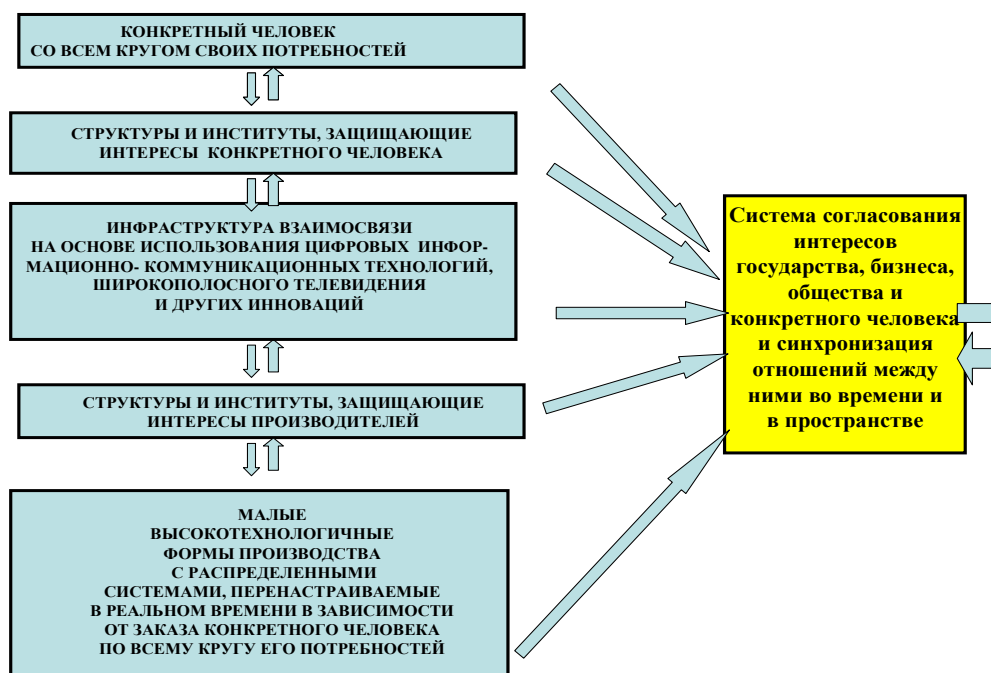 КОНКРЕТНЫЙ ЧЕЛОВЕК
СО ВСЕМ КРУГОМ СВОИХ ПОТРЕБНОСТЕЙ
СТРУКТУРЫ И ИНСТИТУТЫ, ЗАЩИЩАЮЩИЕ
ИНТЕРЕСЫ КОНКРЕТНОГО ЧЕЛОВЕКА
ИНФРАСТРУКТУРА ВЗАИМОСВЯЗИ
НА ОСНОВЕ ИСПОЛЬЗОВАНИЯ ЦИФРОВЫХ ИНФОР-
МАЦИОННО- КОММУНИКАЦИОННЫХ ТЕХНОЛОГИЙ,
ШИРОКОПОЛОСНОГО ТЕЛЕВИДЕНИЯ
И ДРУГИХ ИННОВАЦИЙ
СТРУКТУРЫ И ИНСТИТУТЫ, ЗАЩИЩАЮЩИЕ
ИНТЕРЕСЫ ПРОИЗВОДИТЕЛЕЙ
МАЛЫЕ
ВЫСОКОТЕХНОЛОГИЧНЫЕ
ФОРМЫ ПРОИЗВОДСТВА
С РАСПРЕДЕЛЕННЫМИ
СИСТЕМАМИ, ПЕРЕНАСТРАИВАЕМЫЕ
В РЕАЛЬНОМ ВРЕМЕНИ В ЗАВИСИМОСТИ
ОТ ЗАКАЗА КОНКРЕТНОГО ЧЕЛОВЕКА
ПО ВСЕМУ КРУГУ ЕГО ПОТРЕБНОСТЕЙ
Система согласования
интересов
государства, бизнеса,
общества и
конкретного человека
и синхронизация
отношений между
ними во времени и
в пространстве